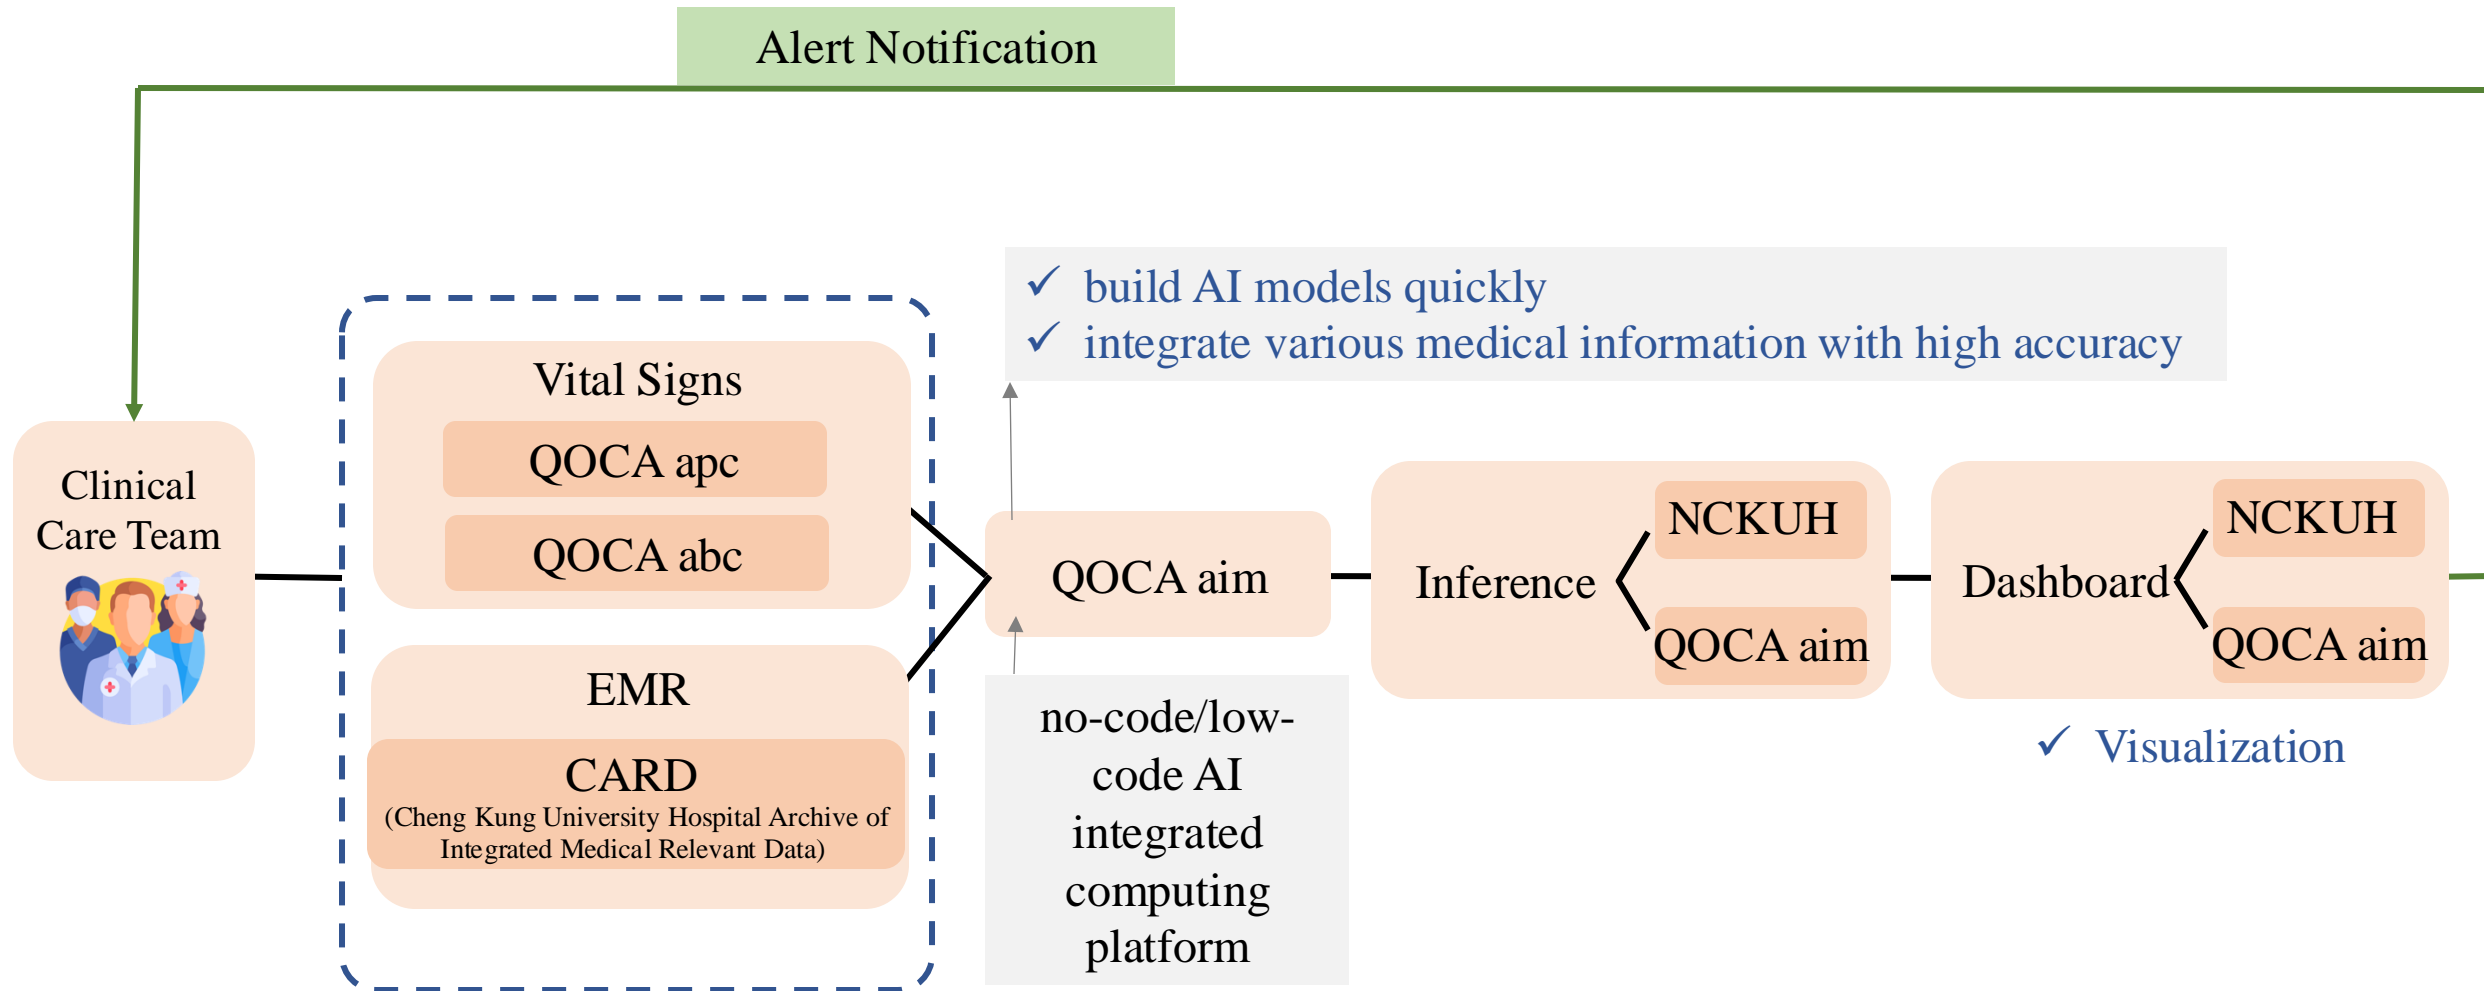 Alert Notification
✓ build AI models quickly
✓ integrate various medical information with high accuracy
Clinical
Care Team
Vital Signs
QOCA apc
QOCA abc
EMR
CARD
(Cheng Kung University Hospital Archive of
Integrated Medical Relevant Data)
QOCA aim
no-code/low-
code AI
integrated
computing
platform
Inference
NCKUH
QOCA aim
Dashboard
NCKUH
QOCA aim
✓ Visualization